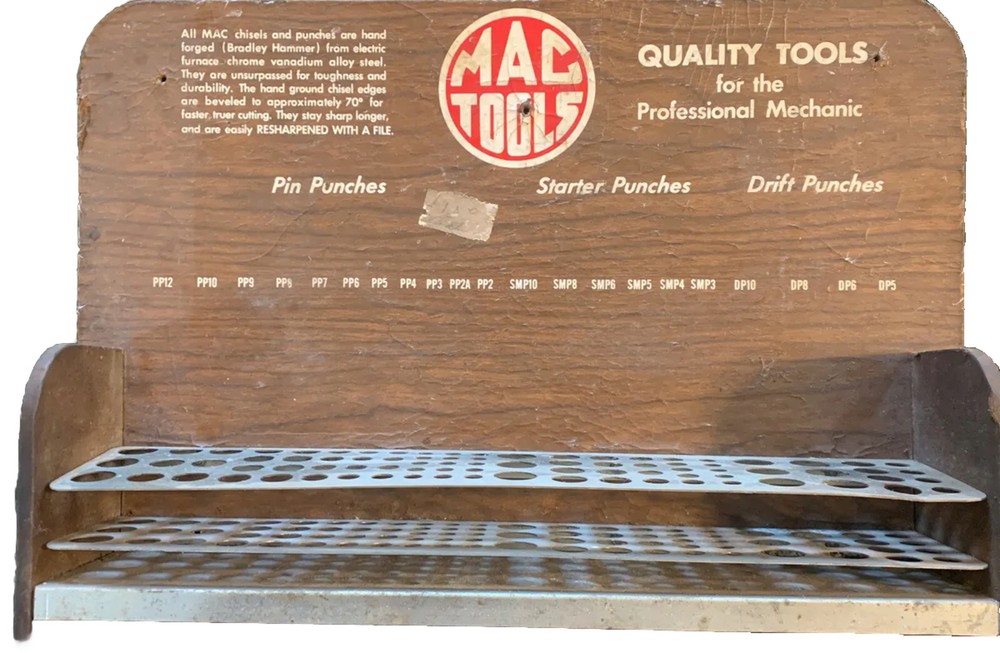 All MAC chisels and punches are hand
forged (Bradley Hammer) from electric
furnace chrome vanadium alloy steel.
They are unsurpassed for toughness and
durability. The hand ground chisel edges
are beveled to approximately 70° for
faster, truer cutting. They stay sharp longer,
and are easily RESHARPENED WITH A FILE.
MAC
TOOLS
QUALITY TOOLS
for the
Professional Mechanic
Pin Punches
Starter Punches
Drift Punches
PP12 PP10 PP9 PP8 PP7 PP6 PP5 PP4 PP3 PP2A PP2 SMP10 SMP8 SMP6 SMP5 SMP4 SMP3 DP10 DP8 DP6 DP5